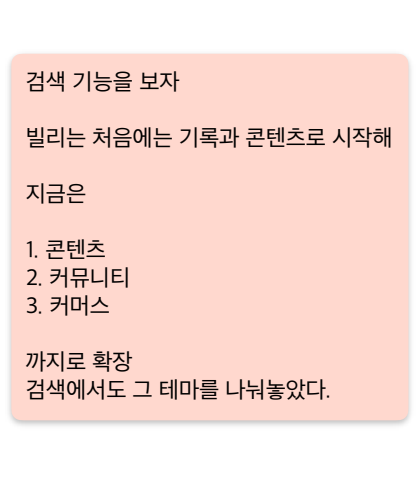 검색 기능을 보자
빌리는 처음에는 기록과 콘텐츠로 시작해
지금은
1. 콘텐츠
2. 커뮤니티
3. 커머스
까지로 확장
검색에서도 그 테마를 나눠놓았다.